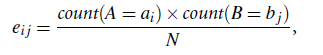 e_{ij} = \frac{count(A = a_i) \times count(B = b_j)}{N},